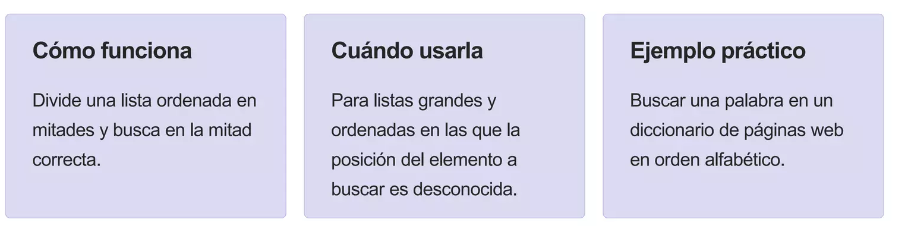 Cómo funciona
Divide una lista ordenada en
mitades y busca en la mitad
correcta.
Cuándo usarla
Para listas grandes y
ordenadas en las que la
posición del elemento a
buscar es desconocida.
Ejemplo práctico
Buscar una palabra en un
diccionario de páginas web
en orden alfabético.